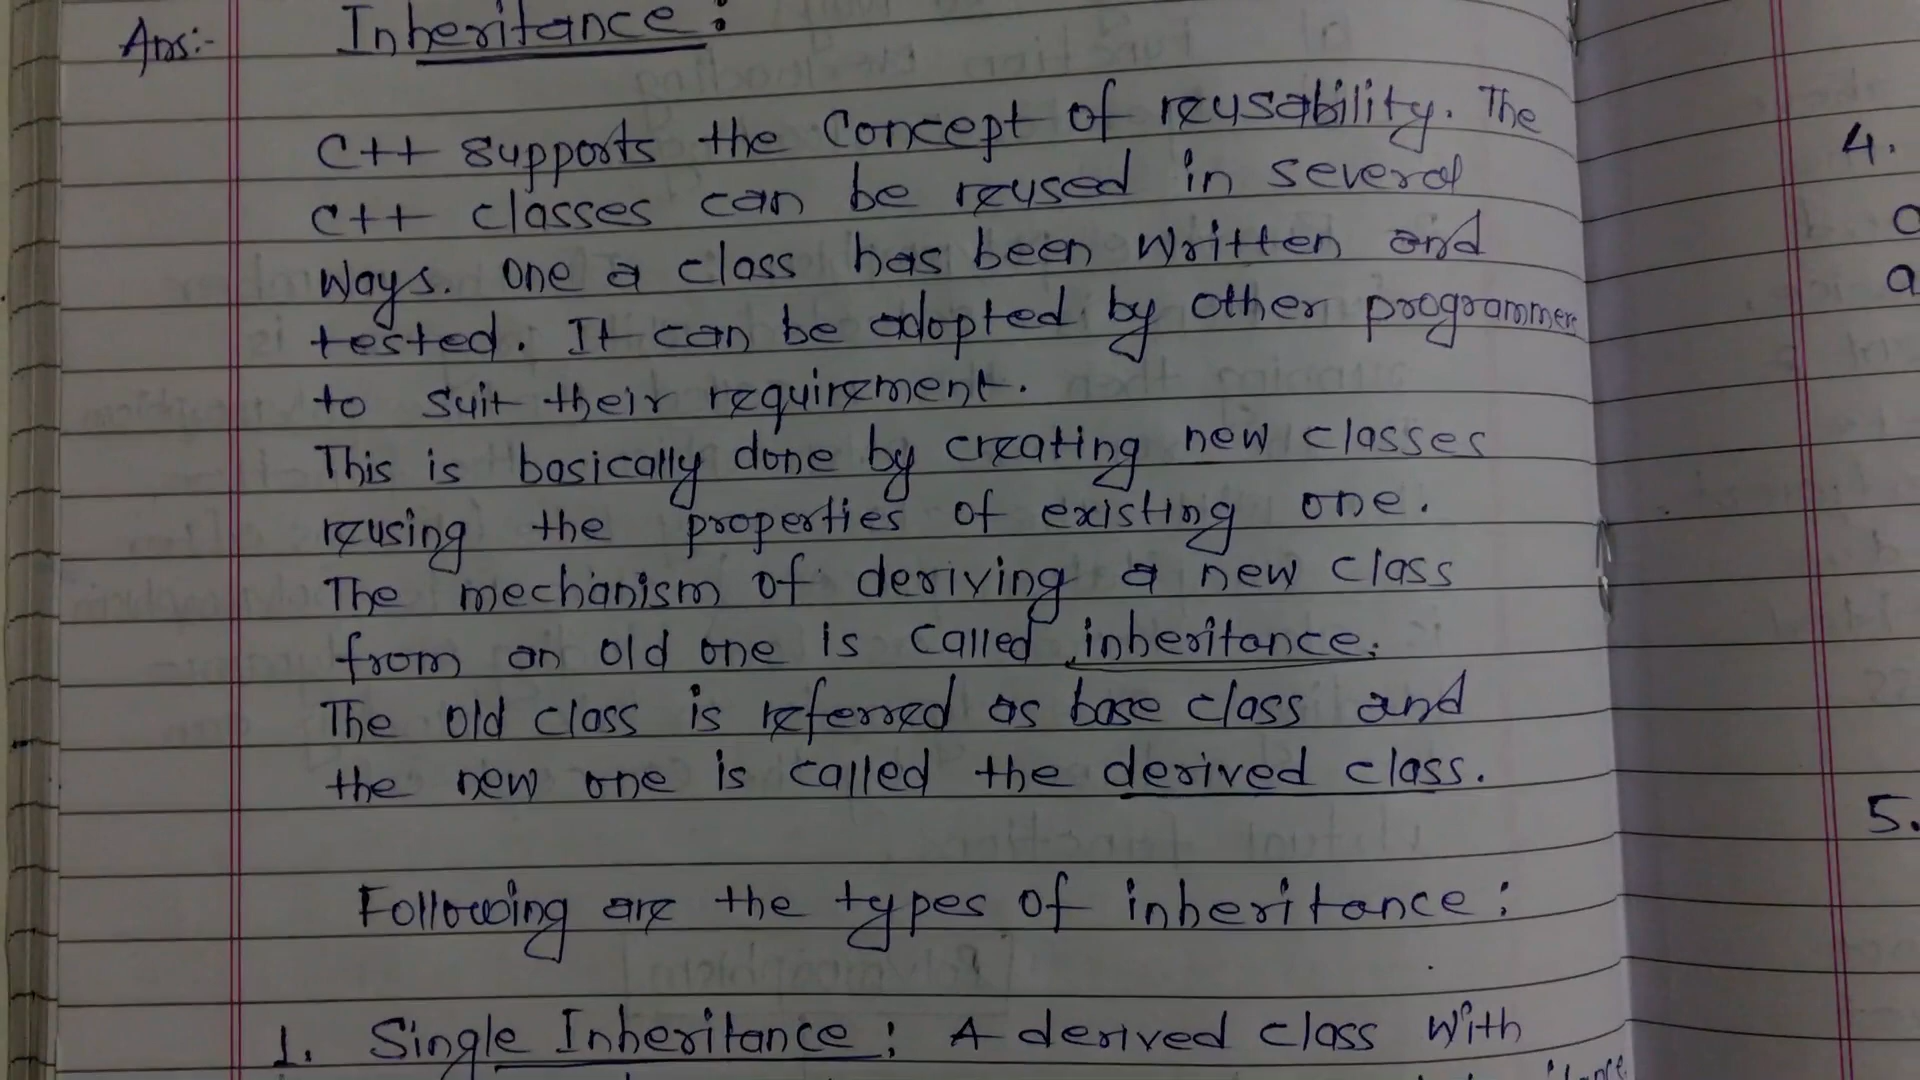 Ans:- Inheritance:
C++ supports the Concept of reusability. The
C++ classes can be reused in several
ways. one a class has been written and
tested. It can be adopted by other programmers
to suit their requirement.
This is basically done by creating new classes
reusing the properties of existing one.
The mechanism of deriving a new class
from an old one is called inheritance.
The old class is referred as base class and
the new one is called the derived class.
Following are the types of inheritance:
1. Single Inheritance: A derived class with
4.
a
5.